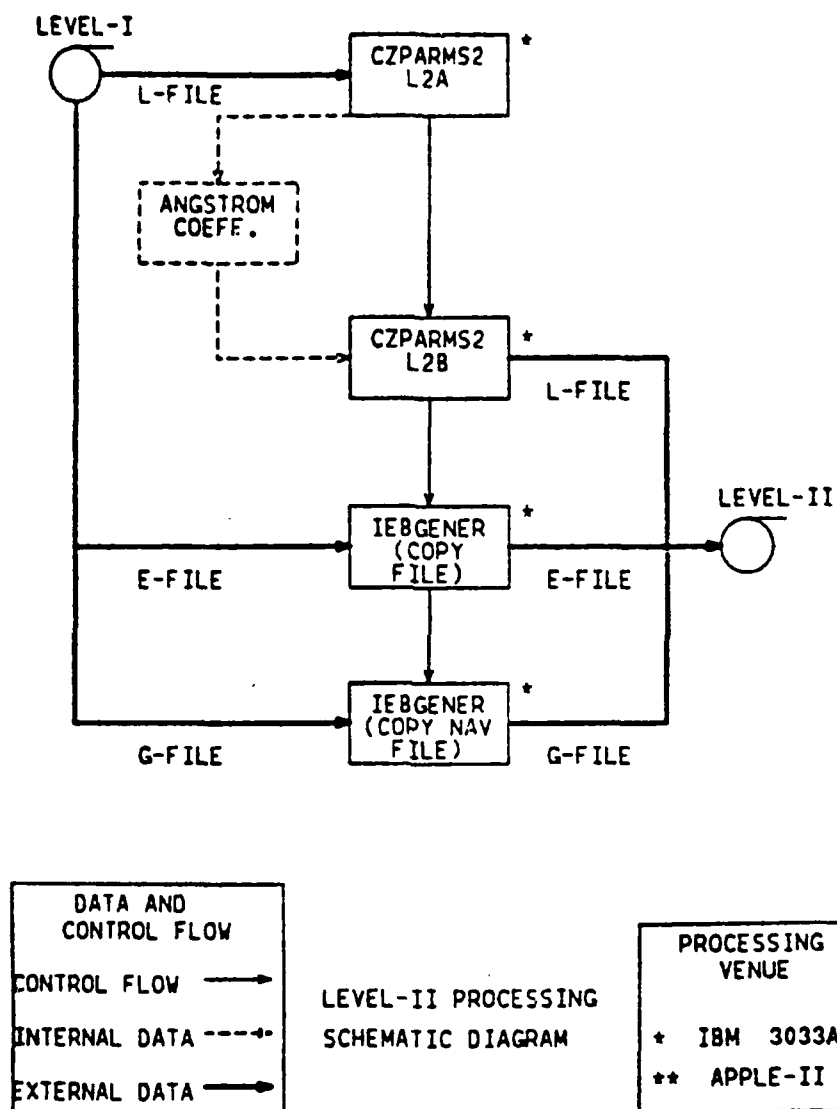 LEVEL-I
CZPARMS2
L2A
*
L-FILE
ANGSTROM
COEFF.
CZPARMS2
L2B
*
L-FILE
LEVEL-II
IEBGENER
(COPY
FILE)
*
E-FILE
E-FILE
IEBGENER
(COPY NAV
FILE)
*
G-FILE
G-FILE
DATA AND
CONTROL FLOW
CONTROL FLOW
INTERNAL DATA
EXTERNAL DATA
LEVEL-II PROCESSING
SCHEMATIC DIAGRAM
PROCESSING
VENUE
* IBM 3033A
** APPLE-II